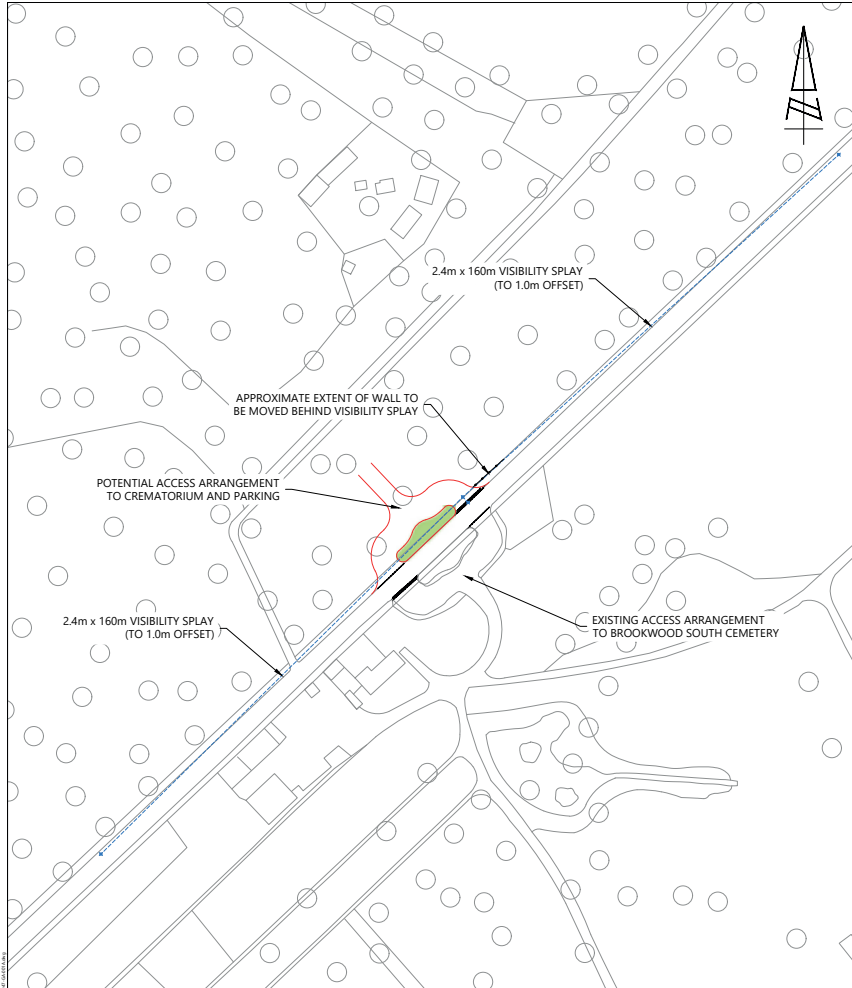 2.4m x 160m VISIBILITY SPLAY
(TO 1.0m OFFSET)
APPROXIMATE EXTENT OF WALL TO
BE MOVED BEHIND VISIBILITY SPLAY
POTENTIAL ACCESS ARRANGEMENT
TO CREMATORIUM AND PARKING
2.4m x 160m VISIBILITY SPLAY
(TO 1.0m OFFSET)
EXISTING ACCESS ARRANGEMENT
TO BROOKWOOD SOUTH CEMETERY